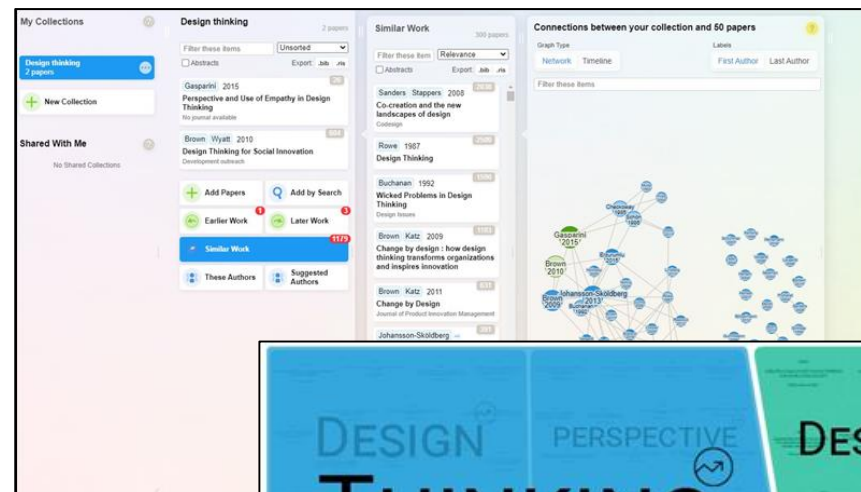 My Collections
Design thinking
2 papers
New Collection
Shared With Me
No Shared Collections
Design thinking
2 papers
Filter these items
Unsorted
Abstracts
Export: .bib .ris
Gasparini 2015
Perspective and Use of Empathy in Design
Thinking
No journal available
Brown Wyatt 2010
604
Design Thinking for Social Innovation
Development outreach
Add Papers
Add by Search
Earlier Work
1
Later Work
3
Similar Work
1179
These Authors
Suggested
Authors
Similar Work
300 papers
Filter these item
Relevance
Abstracts
Export: .bib .ris
Sanders Stappers 2008
Co-creation and the new
landscapes of design
Codesign
Rowe 1987
Design Thinking
Buchanan 1992
Wicked Problems in Design
Thinking
Design Issues
Brown Katz 2009
Change by design : how design
thinking transforms organizations
and inspires innovation
Brown Katz 2011
Change by Design
Journal of Product Innovation Management
Johansson-Sköldberg
Connections between your collection and 50 papers
?
Graph Type
Network Timeline
Labels
First Author Last Author
Filter these items
Checkoway
Schön
Gasparini
2015
Brown
2010
Johansson-Sköldberg
2013
Brown
2009
Buchanan
1992
DESIGN
PERSPECTIVE
DES
THINKING